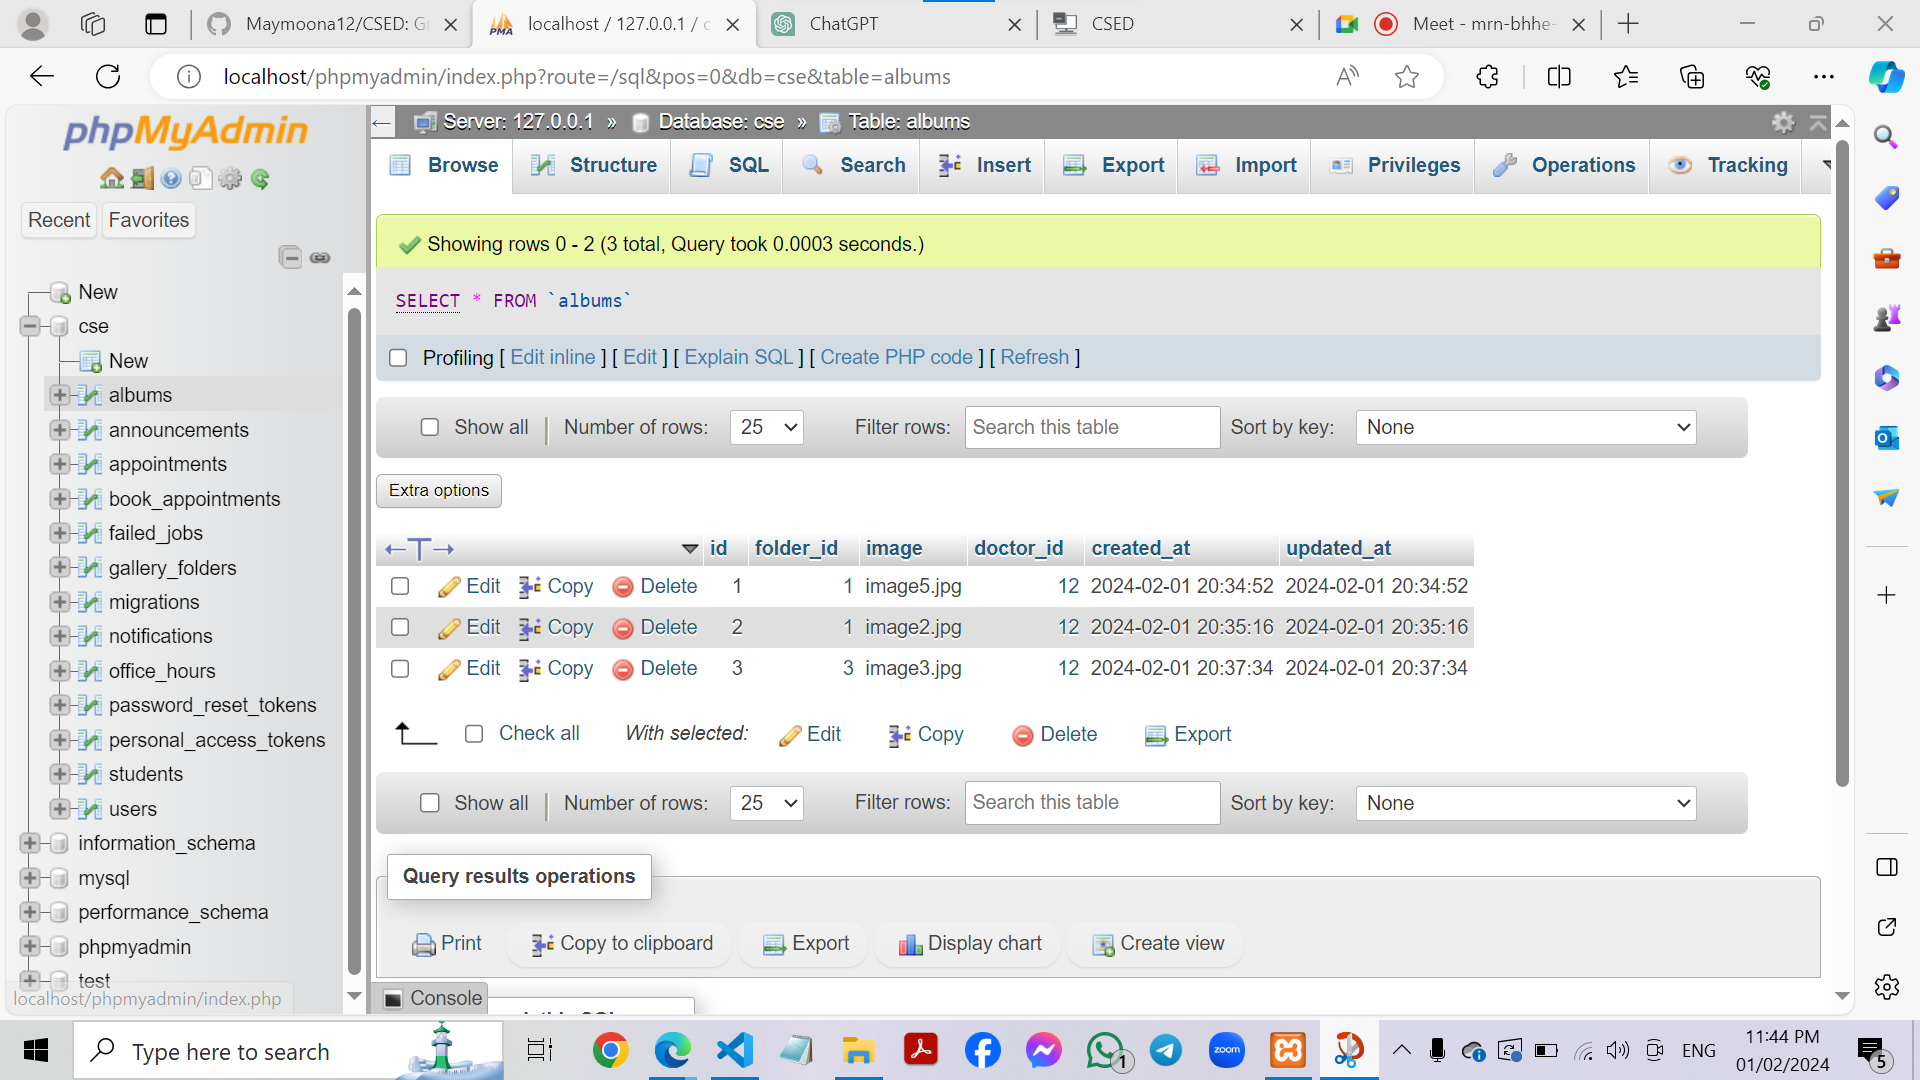 Maymoona12/CSED: Gr
localhost / 127.0.0.1 / c
ChatGPT
CSED
Meet - mrn-bhhe-
localhost/phpmyadmin/index.php?route=/sql&pos=0&db=cse&table=albums
phpMyAdmin
Recent
Favorites
New
cse
New
albums
announcements
appointments
book_appointments
failed_jobs
gallery_folders
migrations
notifications
office_hours
password_reset_tokens
personal_access_tokens
students
users
information_schema
mysql
performance_schema
phpmyadmin
test
localhost/phpmyadmin/index.php
Server: 127.0.0.1 » Database: cse » Table: albums
Browse Structure SQL Search Insert Export Import Privileges Operations Tracking
Showing rows 0 - 2 (3 total, Query took 0.0003 seconds.)
SELECT * FROM `albums`
Profiling [ Edit inline ] [ Edit ] [ Explain SQL ] [ Create PHP code ] [ Refresh ]
Show all | Number of rows: 25 Filter rows: Search this table Sort by key: None
Extra options
id folder_id image doctor_id created_at updated_at
Edit Copy Delete 1 1 image5.jpg 12 2024-02-01 20:34:52 2024-02-01 20:34:52
Edit Copy Delete 2 1 image2.jpg 12 2024-02-01 20:35:16 2024-02-01 20:35:16
Edit Copy Delete 3 3 image3.jpg 12 2024-02-01 20:37:34 2024-02-01 20:37:34
Check all With selected: Edit Copy Delete Export
Show all | Number of rows: 25 Filter rows: Search this table Sort by key: None
Query results operations
Print Copy to clipboard Export Display chart Create view
Console
Type here to search
zoom
1
ENG
11:44 PM
01/02/2024
5